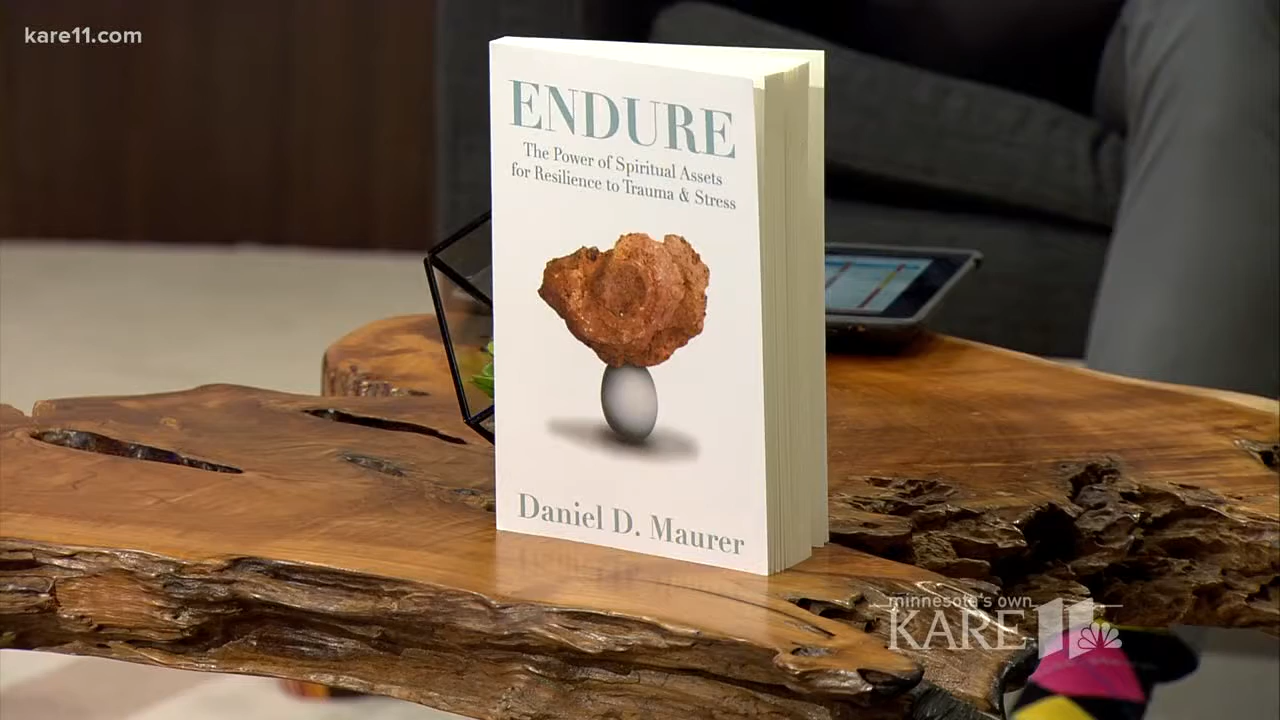 kare11.com
ENDURE
The Power of Spiritual Assets
for Resilience to Trauma & Stress
Daniel D. Maurer
minnesota's own
KARE 11